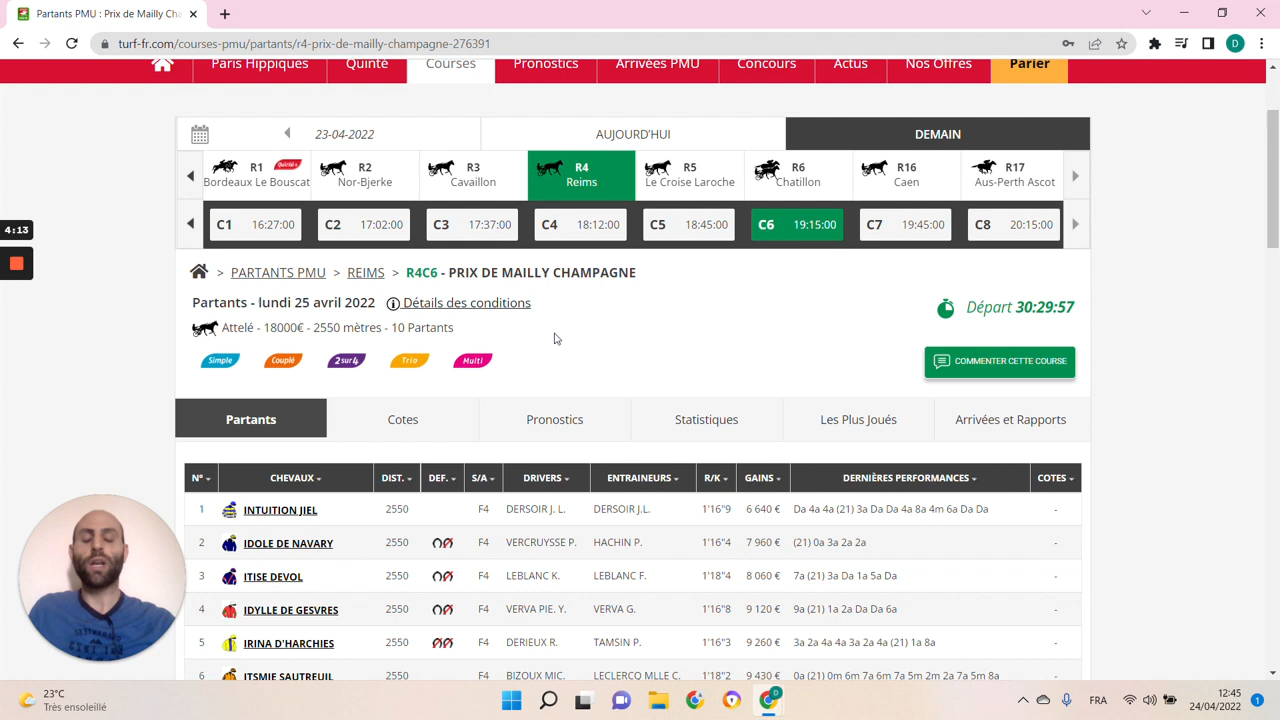 Partants PMU : Prix de Mailly Cha
turf-fr.com/courses-pmu/partants/r4-prix-de-mailly-champagne-276391
D
Paris Hippiques Quinté Courses Pronostics Arrivées PMU Concours Actus Nos Offres Parier
23-04-2022 AUJOURD'HUI DEMAIN
R1 Quinté+ R2 R3 R4 R5 R6 R16 R17
Bordeaux Le Bouscat Nor-Bjerke Cavaillon Reims Le Croise Laroche Chatillon Caen Aus-Perth Ascot
C1 16:27:00 C2 17:02:00 C3 17:37:00 C4 18:12:00 C5 18:45:00 C6 19:15:00 C7 19:45:00 C8 20:15:00
4:13
> PARTANTS PMU > REIMS > R4C6 - PRIX DE MAILLY CHAMPAGNE
Partants - lundi 25 avril 2022 Détails des conditions
Départ 30:29:57
Attelé - 18000€ - 2550 mètres - 10 Partants
Simple Couplé 2sur4 Trio Multi
COMMENTER CETTE COURSE
Partants Cotes Pronostics Statistiques Les Plus Joués Arrivées et Rapports
N° CHEVAUX DIST. DEF. S/A DRIVERS ENTRAINEURS R/K GAINS DERNIÈRES PERFORMANCES COTES
1 INTUITION JIEL 2550 F4 DERSOIR J. L. DERSOIR J.L. 1'16"9 6 640 € Da 4a 4a (21) 3a Da Da 4a 8a 4m 6a Da Da -
2 IDOLE DE NAVARY 2550 F4 VERCRUYSSE P. HACHIN P. 1'16"4 7 960 € (21) 0a 3a 2a 2a -
3 ITISE DEVOL 2550 F4 LEBLANC K. LEBLANC F. 1'18"4 8 060 € 7a (21) 3a Da 1a 5a Da -
4 IDYLLE DE GESVRES 2550 F4 VERVA PIE. Y. VERVA G. 1'16"8 9 120 € 9a (21) 1a 2a Da Da 6a -
5 IRINA D'HARCHIES 2550 F4 DERIEUX R. TAMSIN P. 1'16"3 9 260 € 3a 2a 4a 4a 3a 2a 4a (21) 1a 8a -
6 ITSMIE SAUTREUIL 2550 F4 BIZOUX MIC. LECLERCQ MLLE C. 1'18"2 9 430 € 0a (21) 0m 6m 7a 6m 7a 5m 2m 2a 7a 0a -
23°C
Très ensoleillé
FRA
12:45
24/04/2022
1